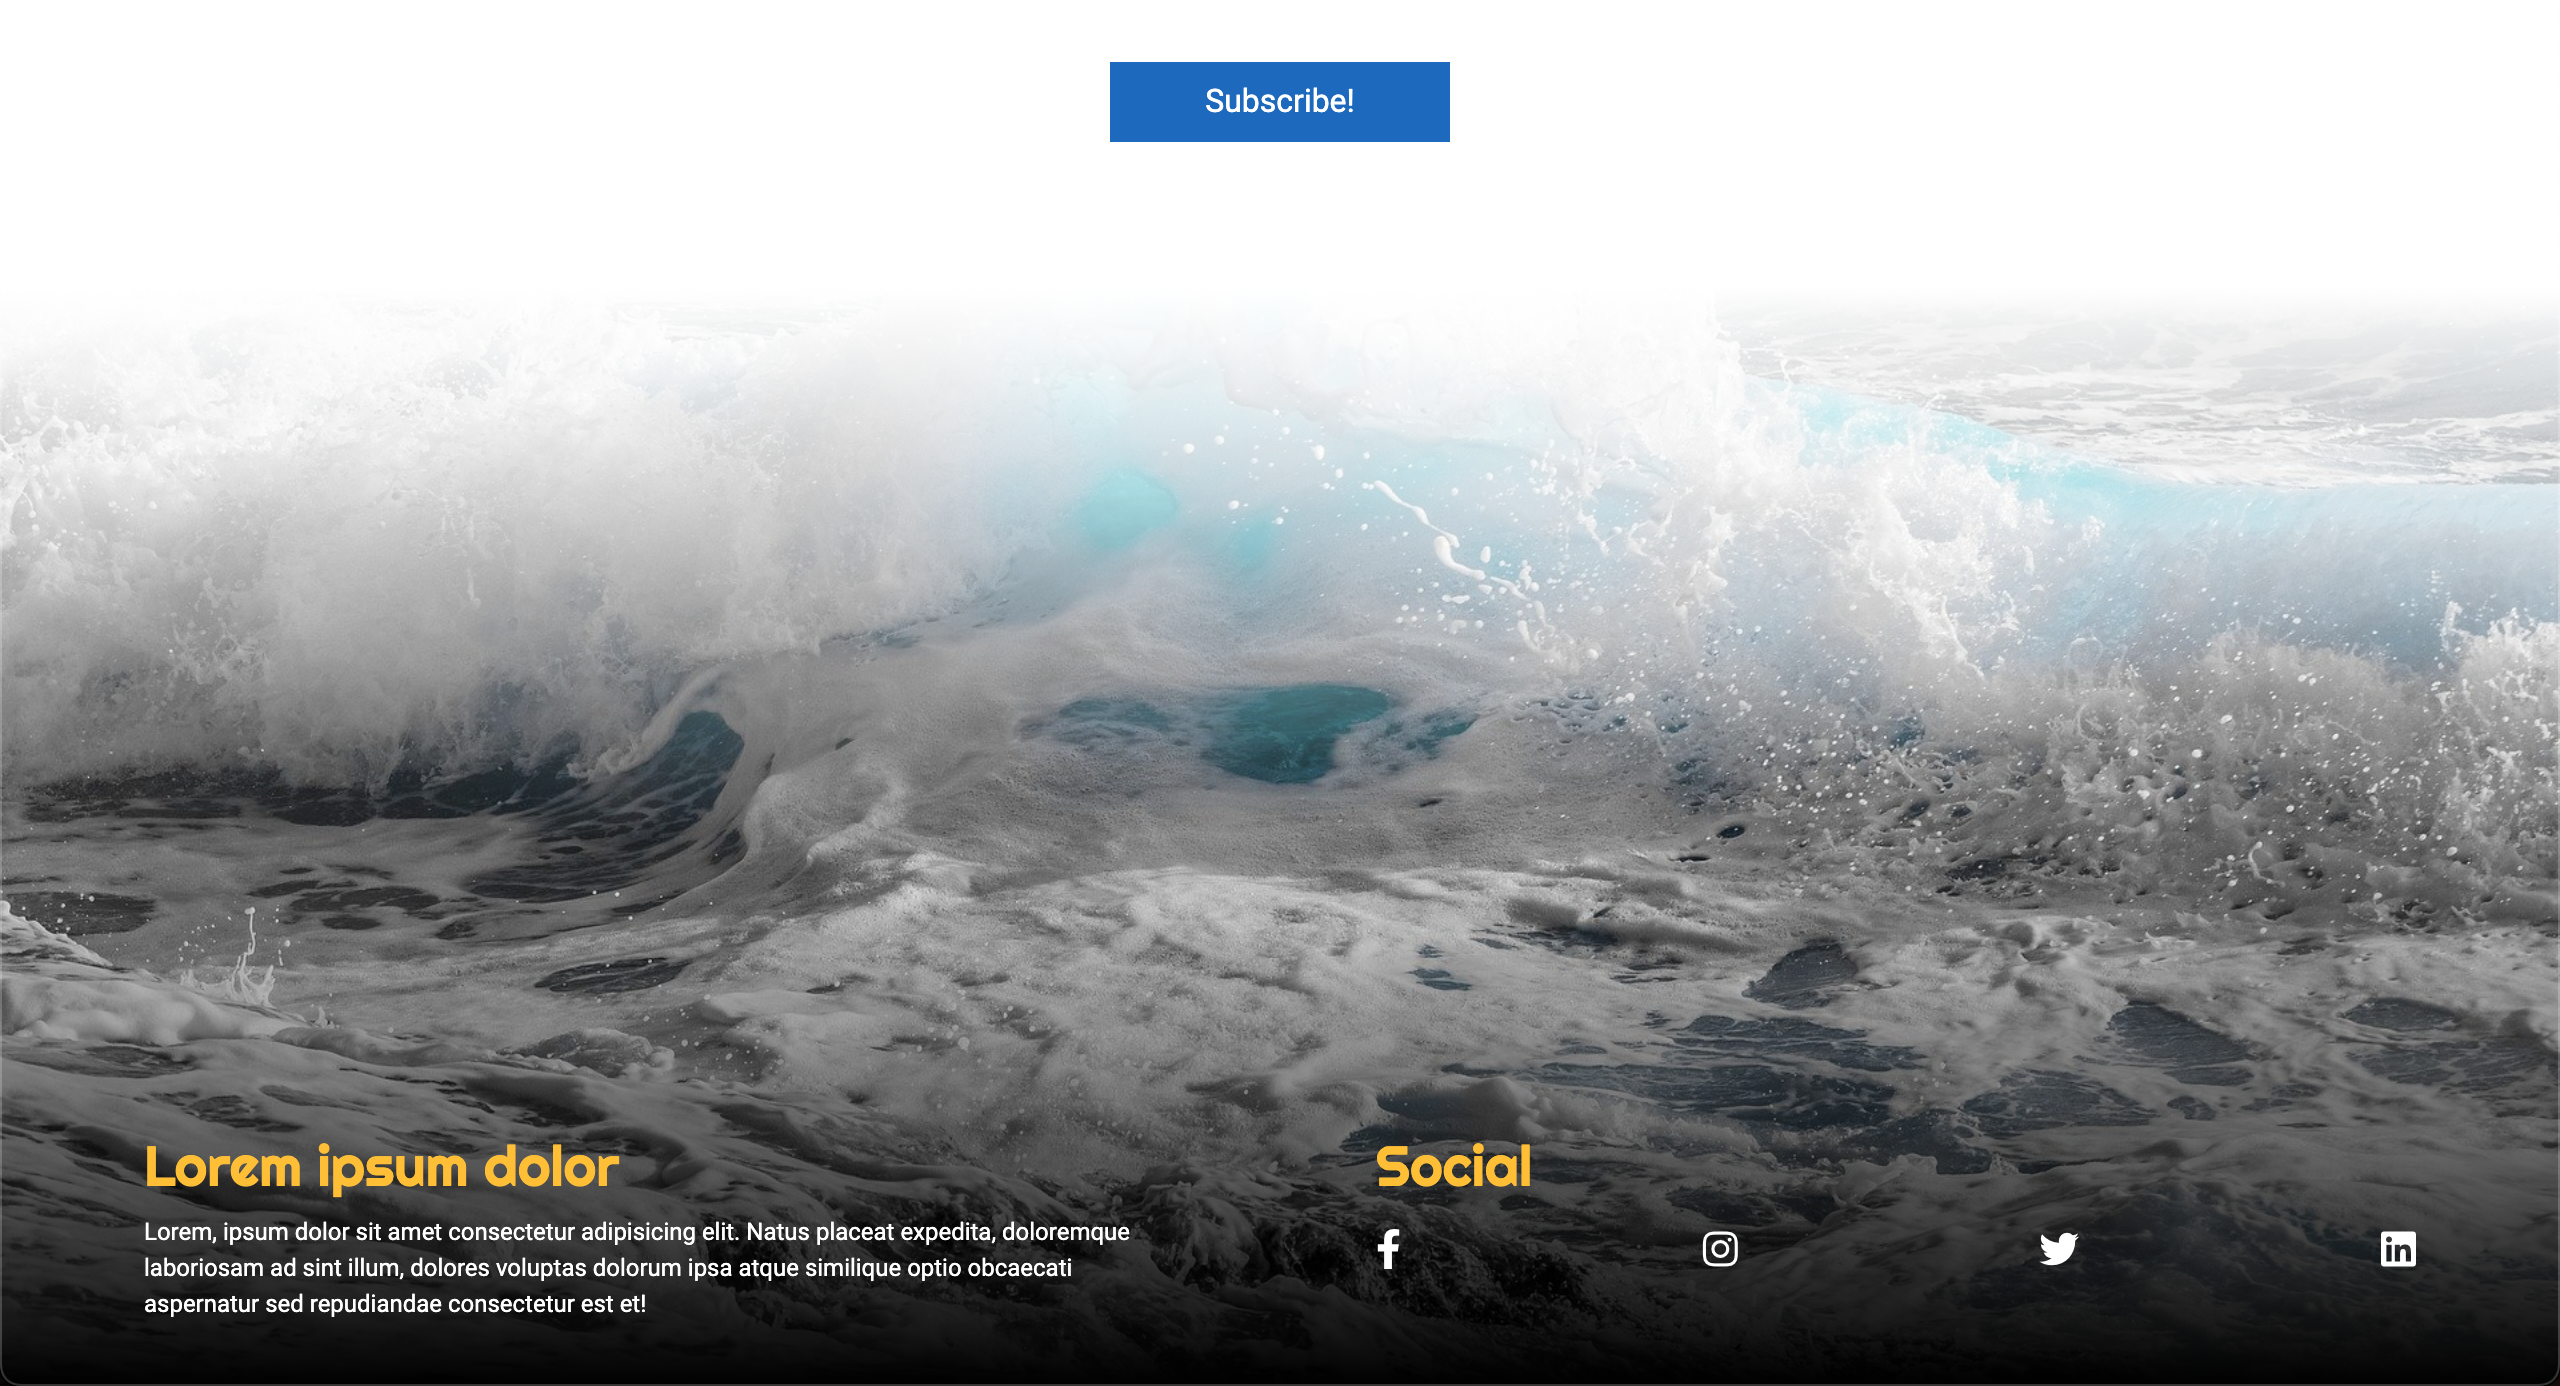 Subscribe!
Lorem ipsum dolor
Lorem, ipsum dolor sit amet consectetur adipisicing elit. Natus placeat expedita, doloremque
laboriosam ad sint illum, dolores voluptas dolorum ipsa atque similique optio obcaecati
aspernatur sed repudiandae consectetur est et!
Social